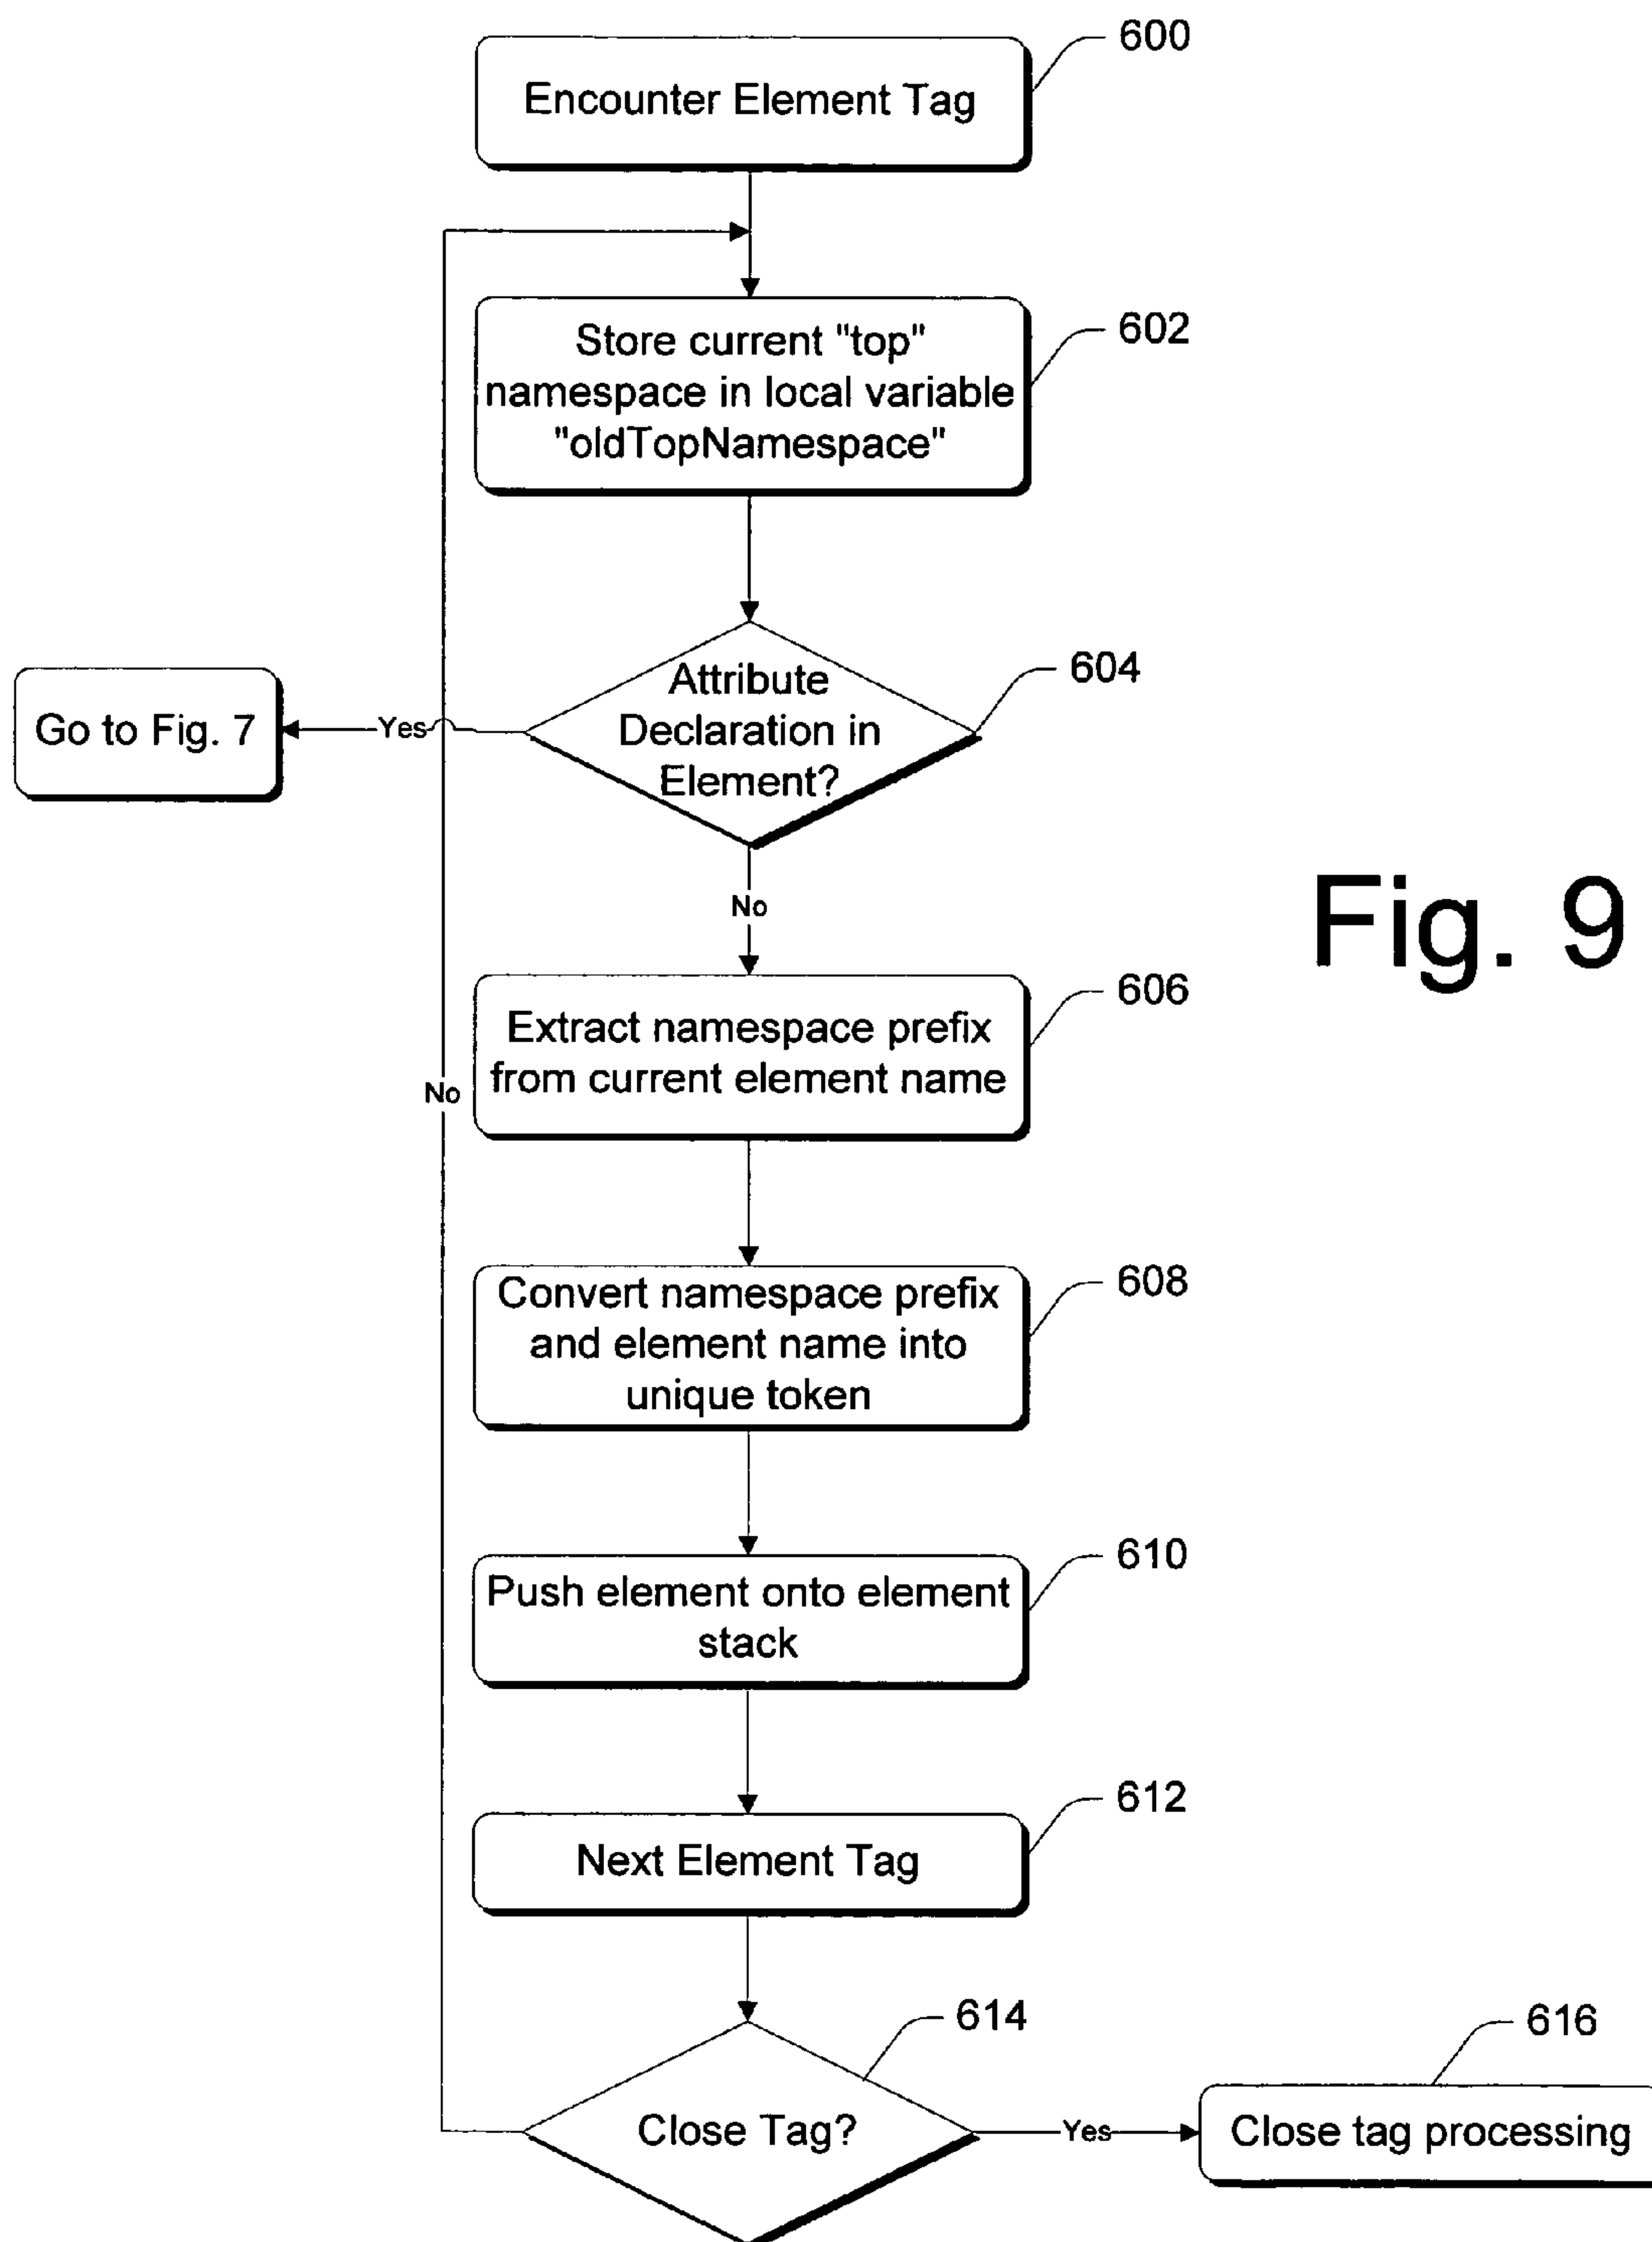 600
Encounter Element Tag
602
Store current "top"
namespace in local variable
"oldTopNamespace"
604
Attribute
Declaration in
Element?
Yes
Go to Fig. 7
No
Fig. 9
606
Extract namespace prefix
from current element name
No
608
Convert namespace prefix
and element name into
unique token
610
Push element onto element
stack
612
Next Element Tag
614
Close Tag?
Yes
616
Close tag processing